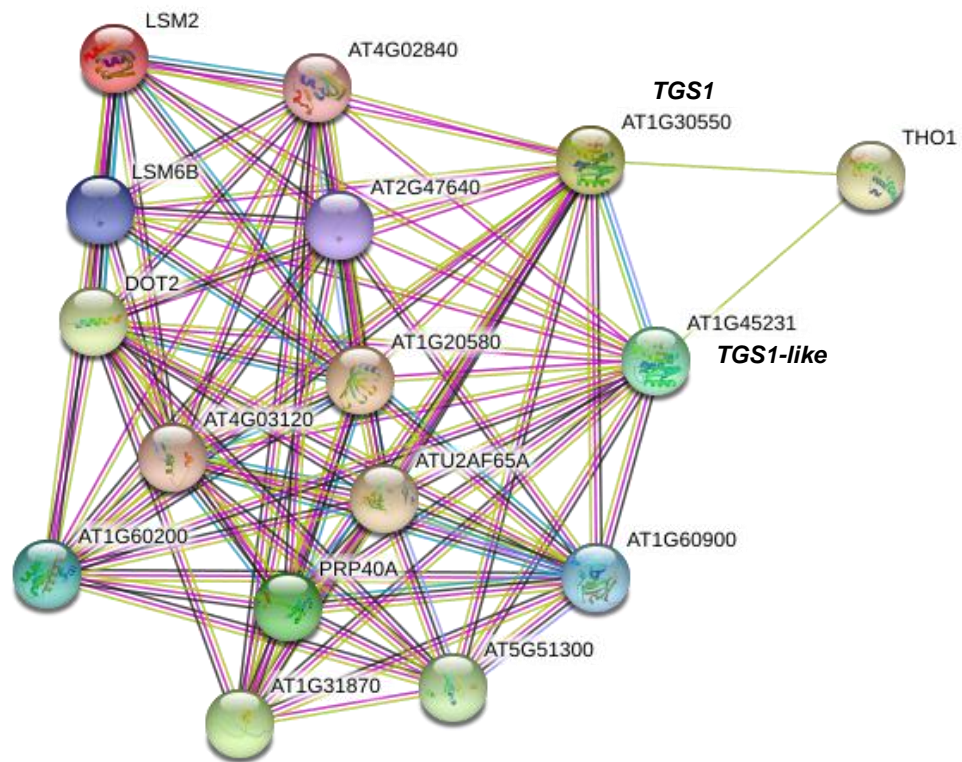 LSM2
AT4G02840
TGS1
AT1G30550
THO1
LSM6B
AT2G47640
DOT2
AT1G20580
AT1G45231
TGS1-like
AT4G03120
ATU2AF65A
AT1G60200
PRP40A
AT1G60900
AT5G51300
AT1G31870